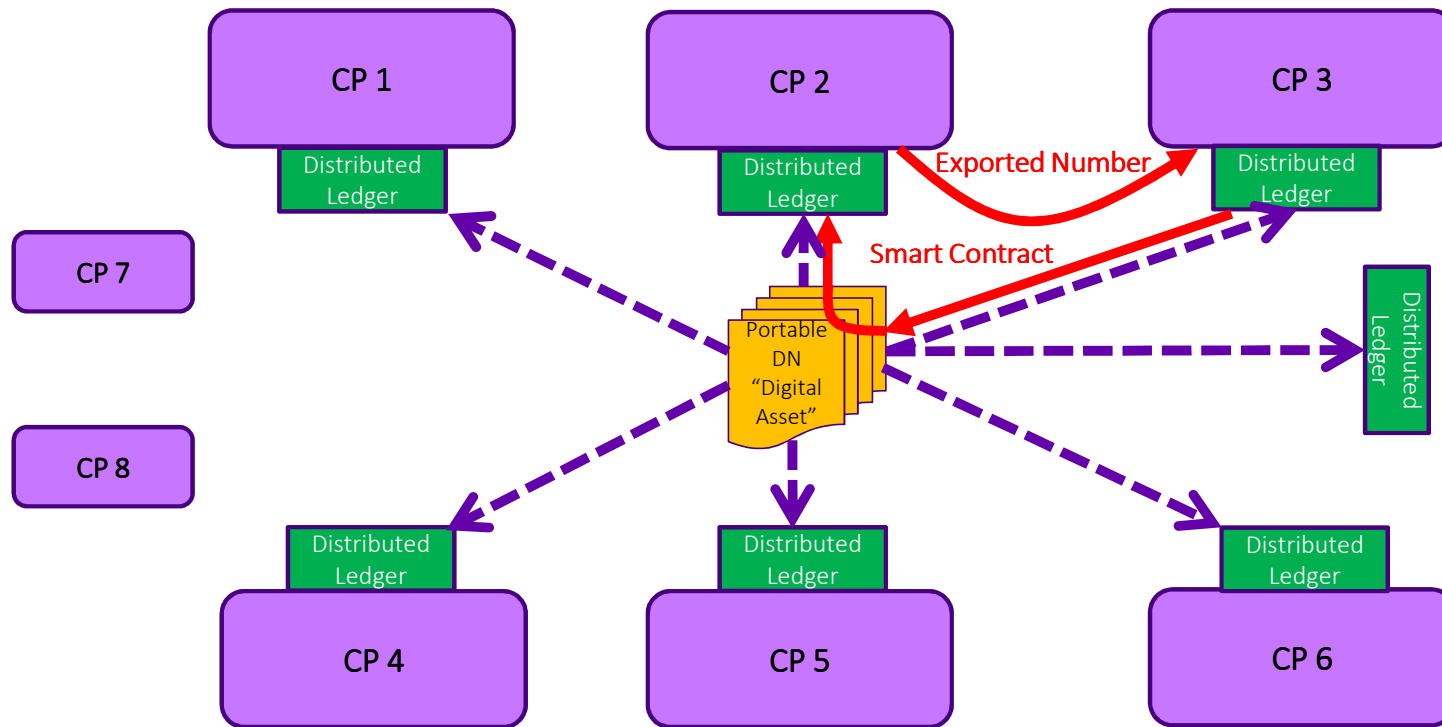 CP 1
CP 2
CP 3
Distributed
Ledger
Distributed
Ledger
Exported Number
Distributed
Ledger
Smart Contract
CP 7
Portable
DN
“Digital
Asset”
Distributed
Ledger
CP 8
Distributed
Ledger
Distributed
Ledger
Distributed
Ledger
CP 4
CP 5
CP 6